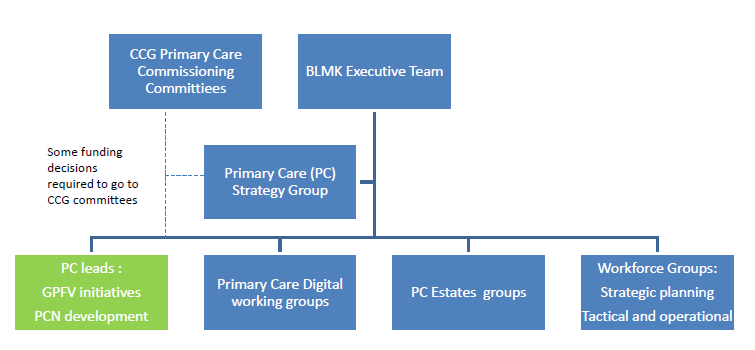 CCG Primary Care
Commissioning
Committiees
BLMK Executive Team
Some funding
decisions
required to go to
CCG committees
Primary Care (PC)
Strategy Group
PC leads :
GPFV initiatives
PCN development
Primary Care Digital
working groups
PC Estates  groups
Workforce Groups:
Strategic planning
Tactical and operational